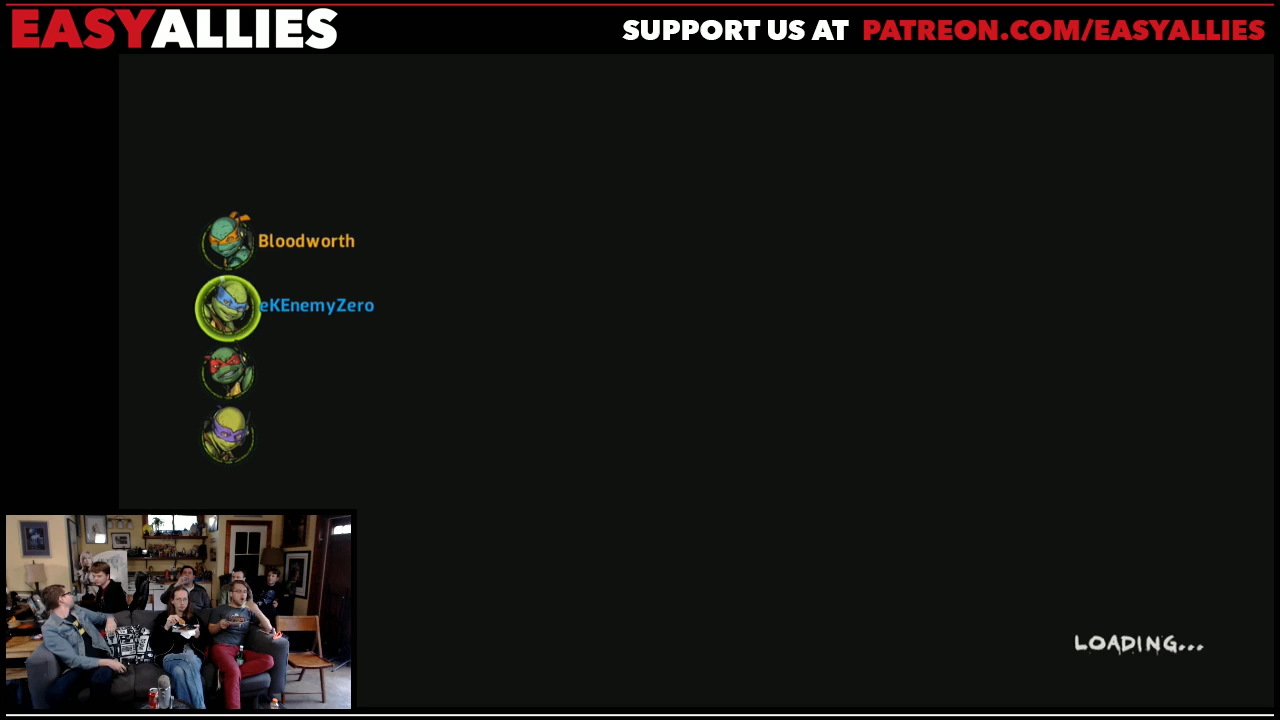 EASYALLIES
SUPPORT US AT PATREON.COM/EASYALLIES
Bloodworth
eKEnemyZero
LOADING...